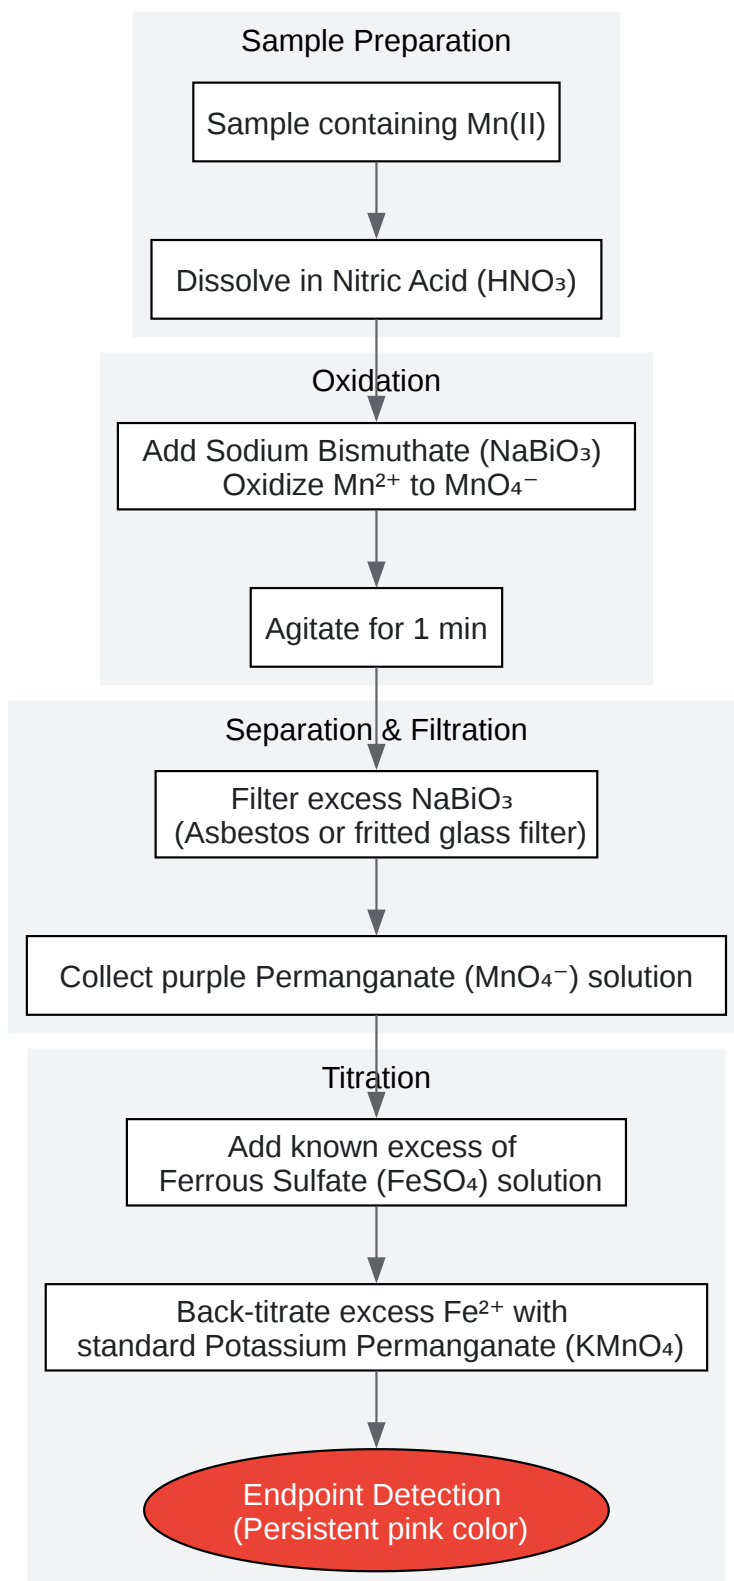 Sample Preparation
Sample containing Mn(II)
Dissolve in Nitric Acid (HNO₃)
Oxidation
Add Sodium Bismuthate (NaBiO₃)
Oxidize Mn²⁺ to MnO₄⁻
Agitate for 1 min
Separation & Filtration
Filter excess NaBiO₃
(Asbestos or fritted glass filter)
Collect purple Permanganate (MnO₄⁻) solution
Titration
Add known excess of
Ferrous Sulfate (FeSO₄) solution
Back-titrate excess Fe²⁺ with
standard Potassium Permanganate (KMnO₄)
Endpoint Detection
(Persistent pink color)